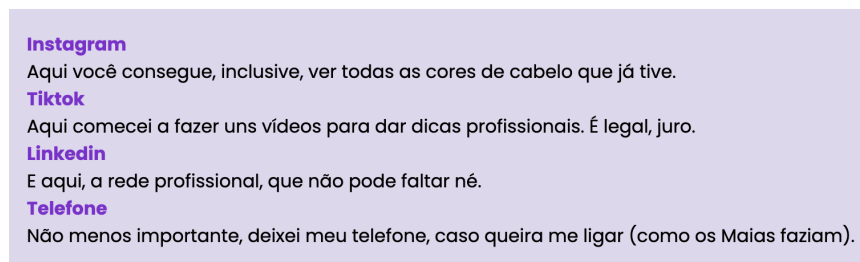 Instagram
Aqui você consegue, inclusive, ver todas as cores de cabelo que já tive.
Tiktok
Aqui comecei a fazer uns vídeos para dar dicas profissionais. É legal, juro.
Linkedin
E aqui, a rede profissional, que não pode faltar né.
Telefone
Não menos importante, deixei meu telefone, caso queira me ligar (como os Maias faziam).